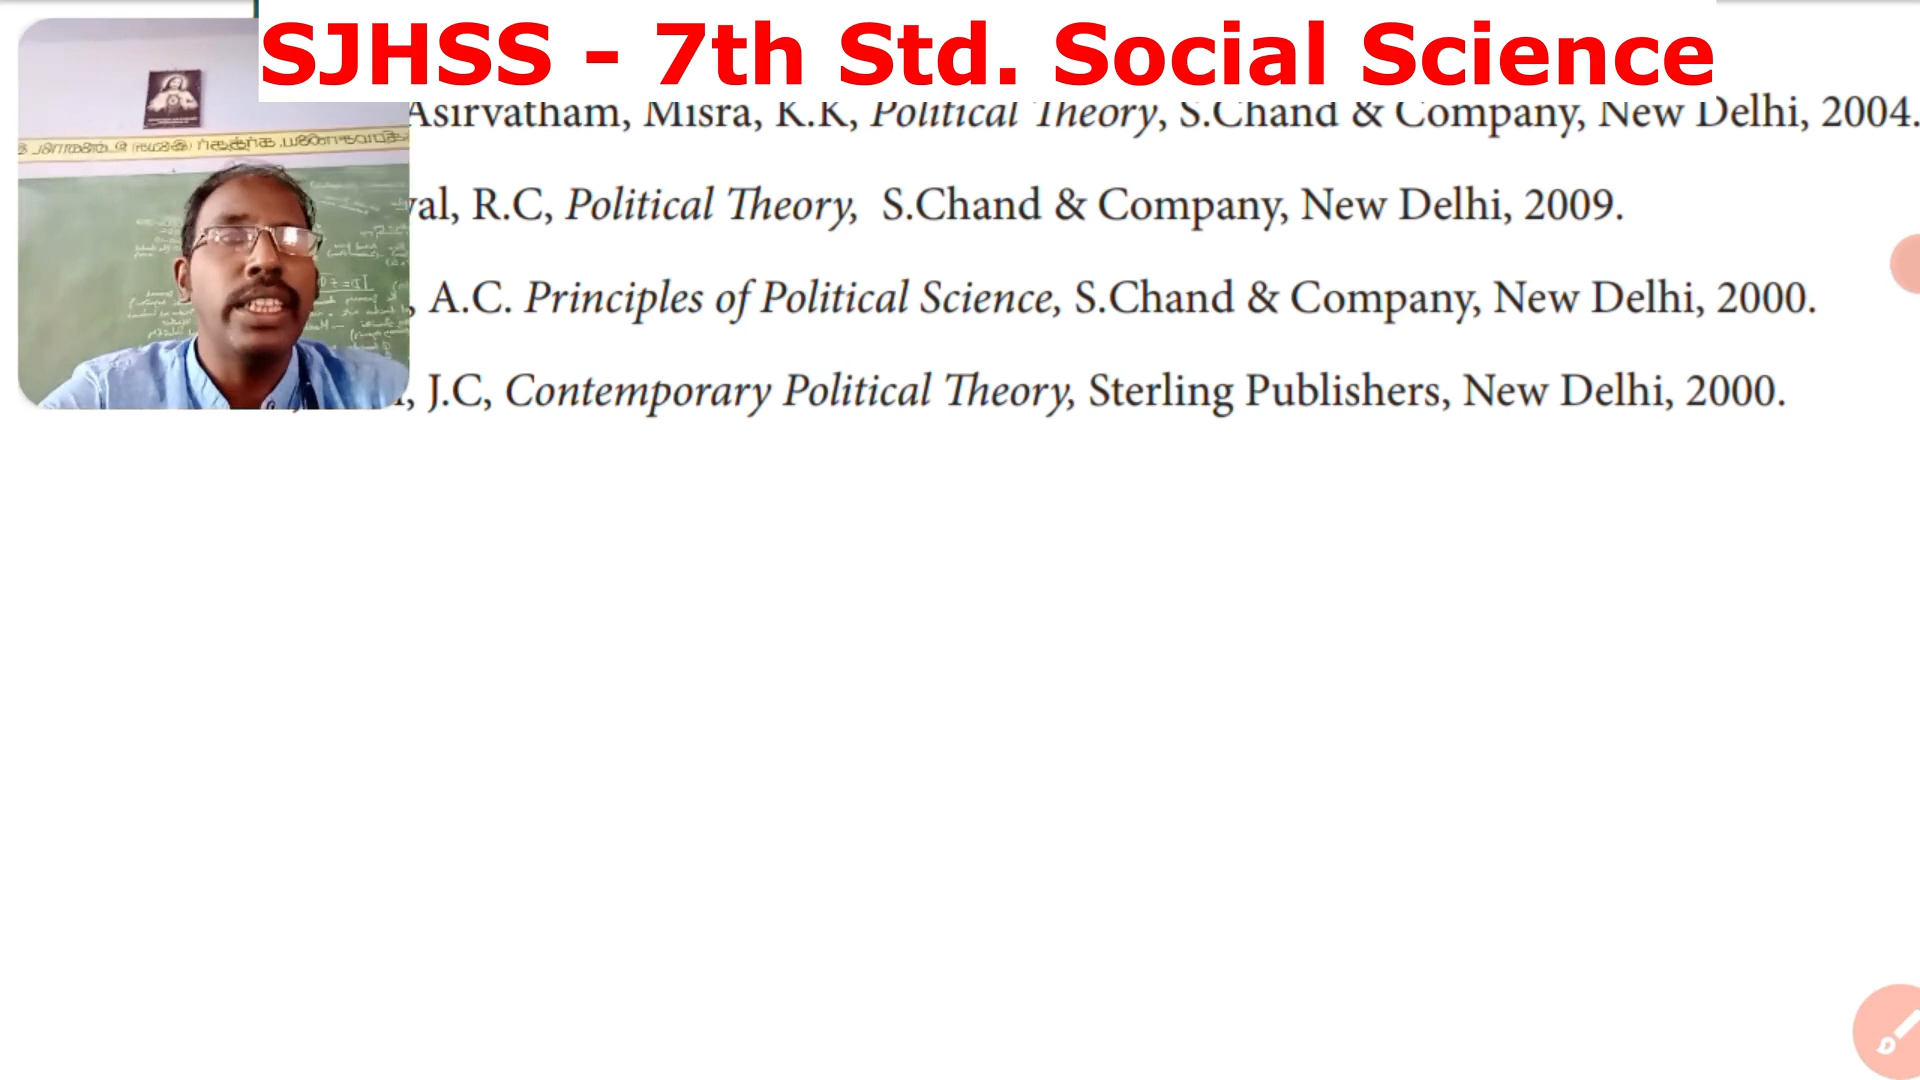 SJHSS - 7th Std. Social Science
Asirvatham, Misra, K.K, Political Theory, S.Chand & Company, New Delhi, 2004.
R.C, Political Theory, S.Chand & Company, New Delhi, 2009.
, A.C. Principles of Political Science, S.Chand & Company, New Delhi, 2000.
, J.C, Contemporary Political Theory, Sterling Publishers, New Delhi, 2000.